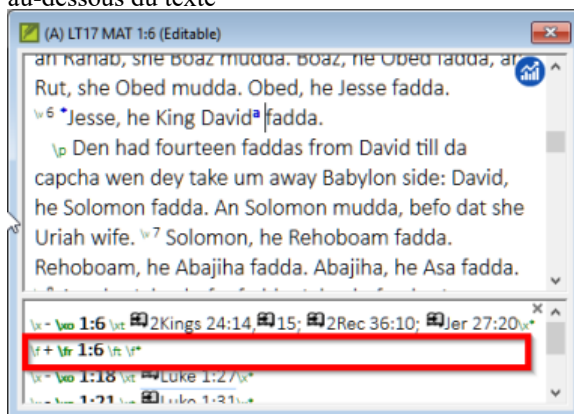 au-dessous du texte
(A) LT17 MAT 1:6 (Editable)
an Rahab, she Boaz mudda. Boaz, he Obed fadda, an
Rut, she Obed mudda. Obed, he Jesse fadda.
\v 6 *Jesse, he King Davidᵃ fadda.
\p Den had fourteen faddas from David till da
capcha wen dey take um away Babylon side: David,
he Solomon fadda. An Solomon mudda, befo dat she
Uriah wife. \v 7 Solomon, he Rehoboam fadda.
Rehoboam, he Abajiha fadda. Abajiha, he Asa fadda.
\x - \xo 1:6 \xt 2Kings 24:14,15; 2Rec 36:10; Jer 27:20\x*
\f + \fr 1:6 \ft \f*
\x - \xo 1:18 \xt Luke 1:27\x*
\x - \xo 1:21 \xt Luke 1:31\x*